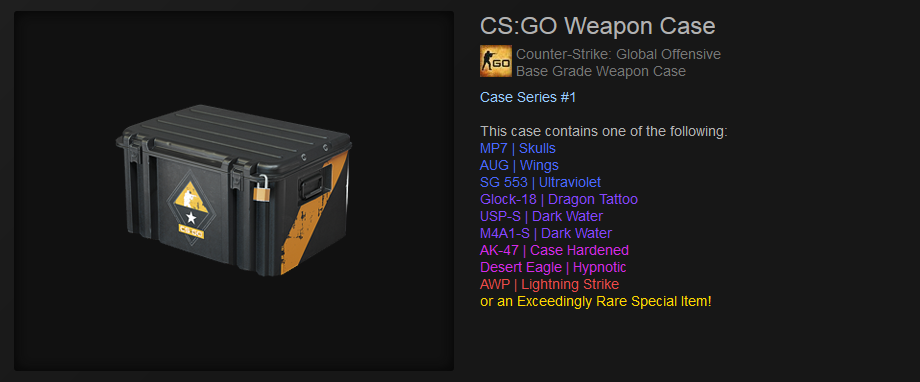 CS:GO Weapon Case
GO
Counter-Strike: Global Offensive
Base Grade Weapon Case
Case Series #1
This case contains one of the following:
MP7 | Skulls
AUG | Wings
SG 553 | Ultraviolet
Glock-18 | Dragon Tattoo
USP-S | Dark Water
M4A1-S | Dark Water
AK-47 | Case Hardened
Desert Eagle | Hypnotic
AWP | Lightning Strike
or an Exceedingly Rare Special Item!